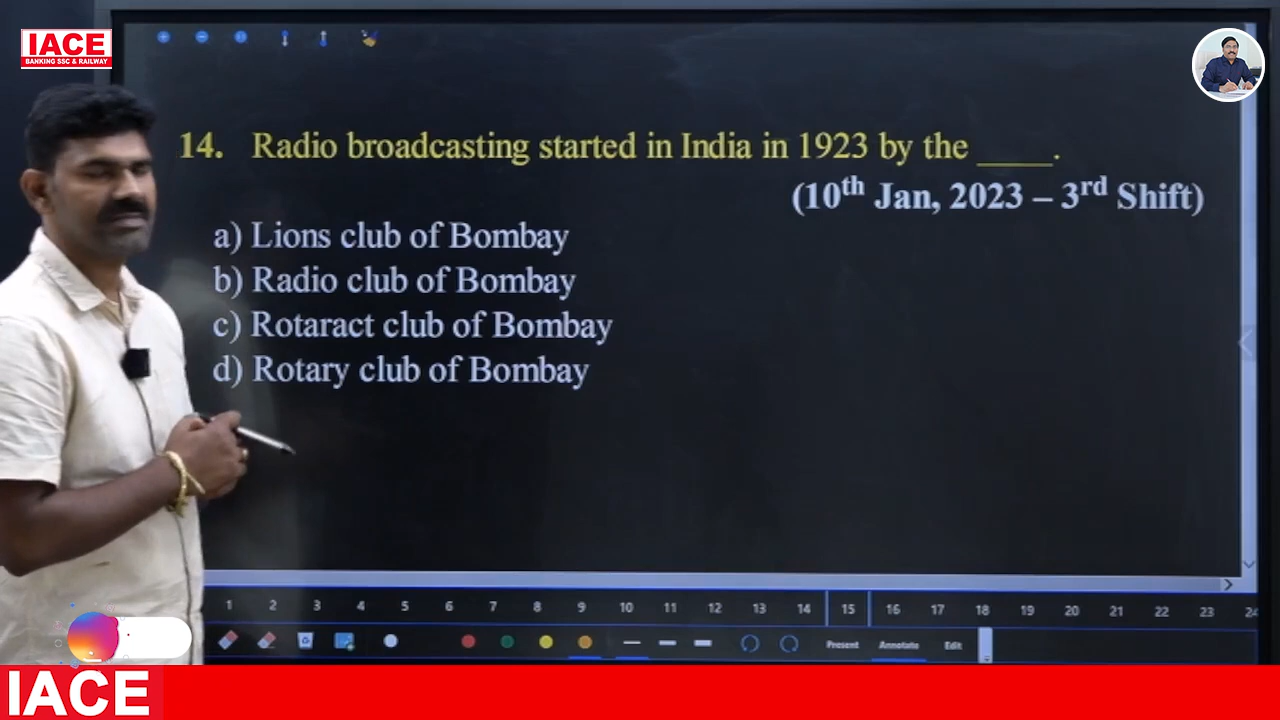 IACE
BANKING SSC & RAILWAY
14. Radio broadcasting started in India in 1923 by the ____.
(10th Jan, 2023 – 3rd Shift)
a) Lions club of Bombay
b) Radio club of Bombay
c) Rotaract club of Bombay
d) Rotary club of Bombay
1 2 3 4 5 6 7 8 9 10 11 12 13 14 15 16 17 18 19 20 21 22 23 24
Present Annotate Edit
IACE